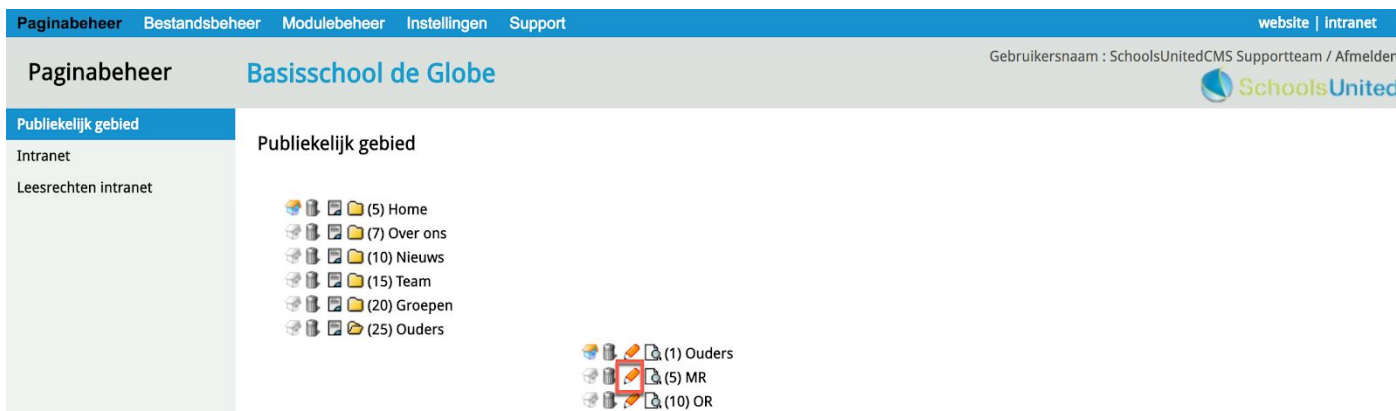 Paginabeheer Bestandsbeheer Modulebeheer Instellingen Support website | intranet
Paginabeheer Basisschool de Globe Gebruikersnaam : SchoolsUnitedCMS Supportteam / Afmelden
SchoolsUnited
Publiekelijk gebied
Intranet
Leesrechten intranet
Publiekelijk gebied
(5) Home
(7) Over ons
(10) Nieuws
(15) Team
(20) Groepen
(25) Ouders
(1) Ouders
(5) MR
(10) OR